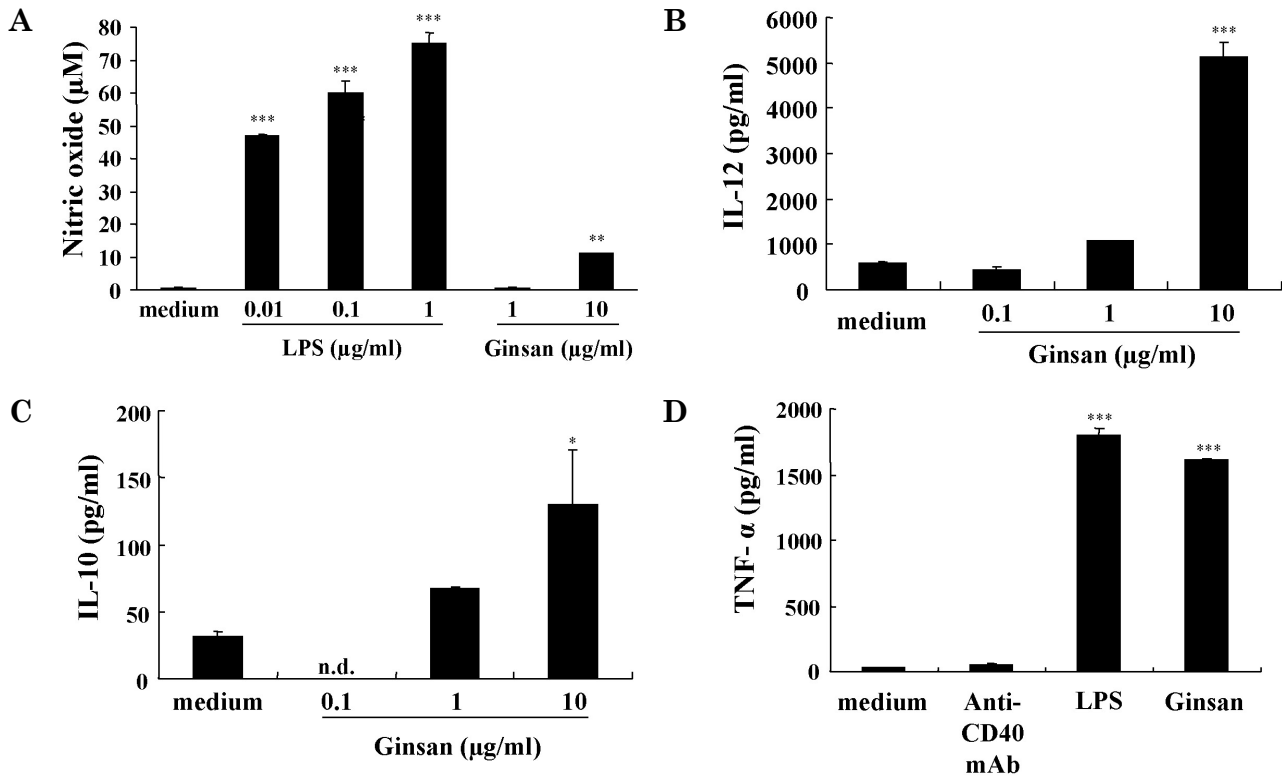 A
Nitric oxide (μM)
80
70
60
50
40
30
20
10
0
***
***
***
**
medium
0.01
0.1
1
1
10
LPS (μg/ml)
Ginsan (μg/ml)
B
IL-12 (pg/ml)
6000
5000
4000
3000
2000
1000
0
***
medium
0.1
1
10
Ginsan (μg/ml)
C
IL-10 (pg/ml)
200
150
100
50
0
n.d.
*
medium
0.1
1
10
Ginsan (μg/ml)
D
TNF- α (pg/ml)
2000
1500
1000
500
0
***
***
medium
Anti-
CD40
mAb
LPS
Ginsan